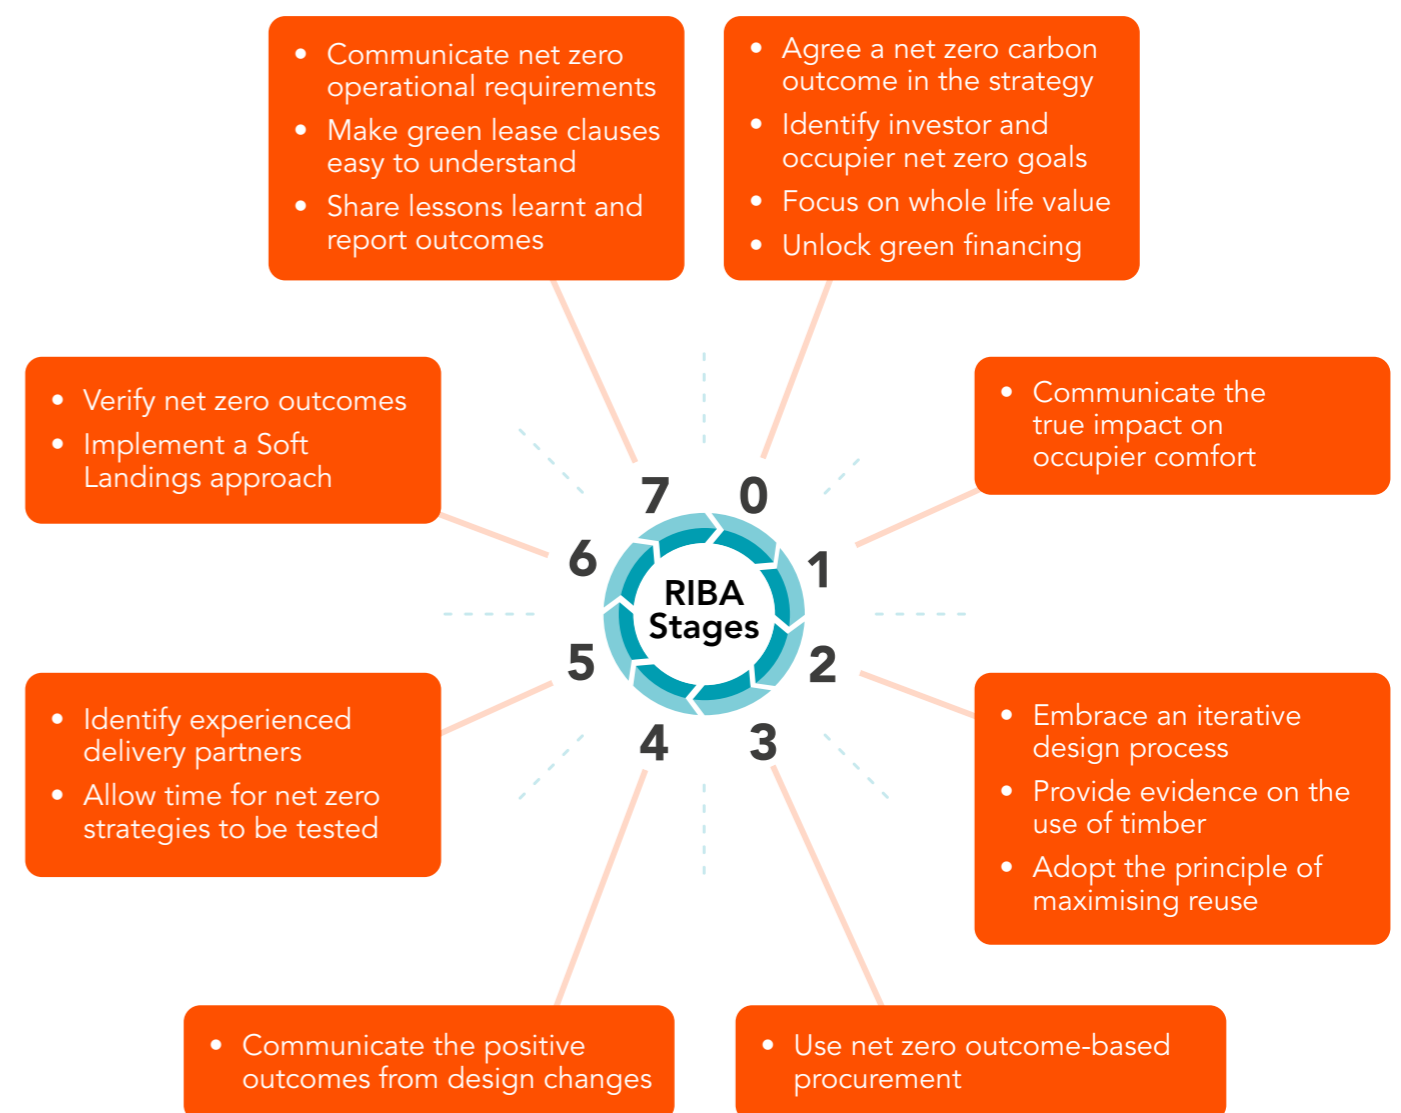 • Communicate net zero
operational requirements
• Make green lease clauses
easy to understand
• Share lessons learnt and
report outcomes
• Agree a net zero carbon
outcome in the strategy
• Identify investor and
occupier net zero goals
• Focus on whole life value
• Unlock green financing
• Verify net zero outcomes
• Implement a Soft
Landings approach
• Communicate the
true impact on
occupier comfort
7
0
6
1
RIBA
Stages
5
2
4
3
• Identify experienced
delivery partners
• Allow time for net zero
strategies to be tested
• Embrace an iterative
design process
• Provide evidence on the
use of timber
• Adopt the principle of
maximising reuse
• Communicate the positive
outcomes from design changes
• Use net zero outcome-based
procurement